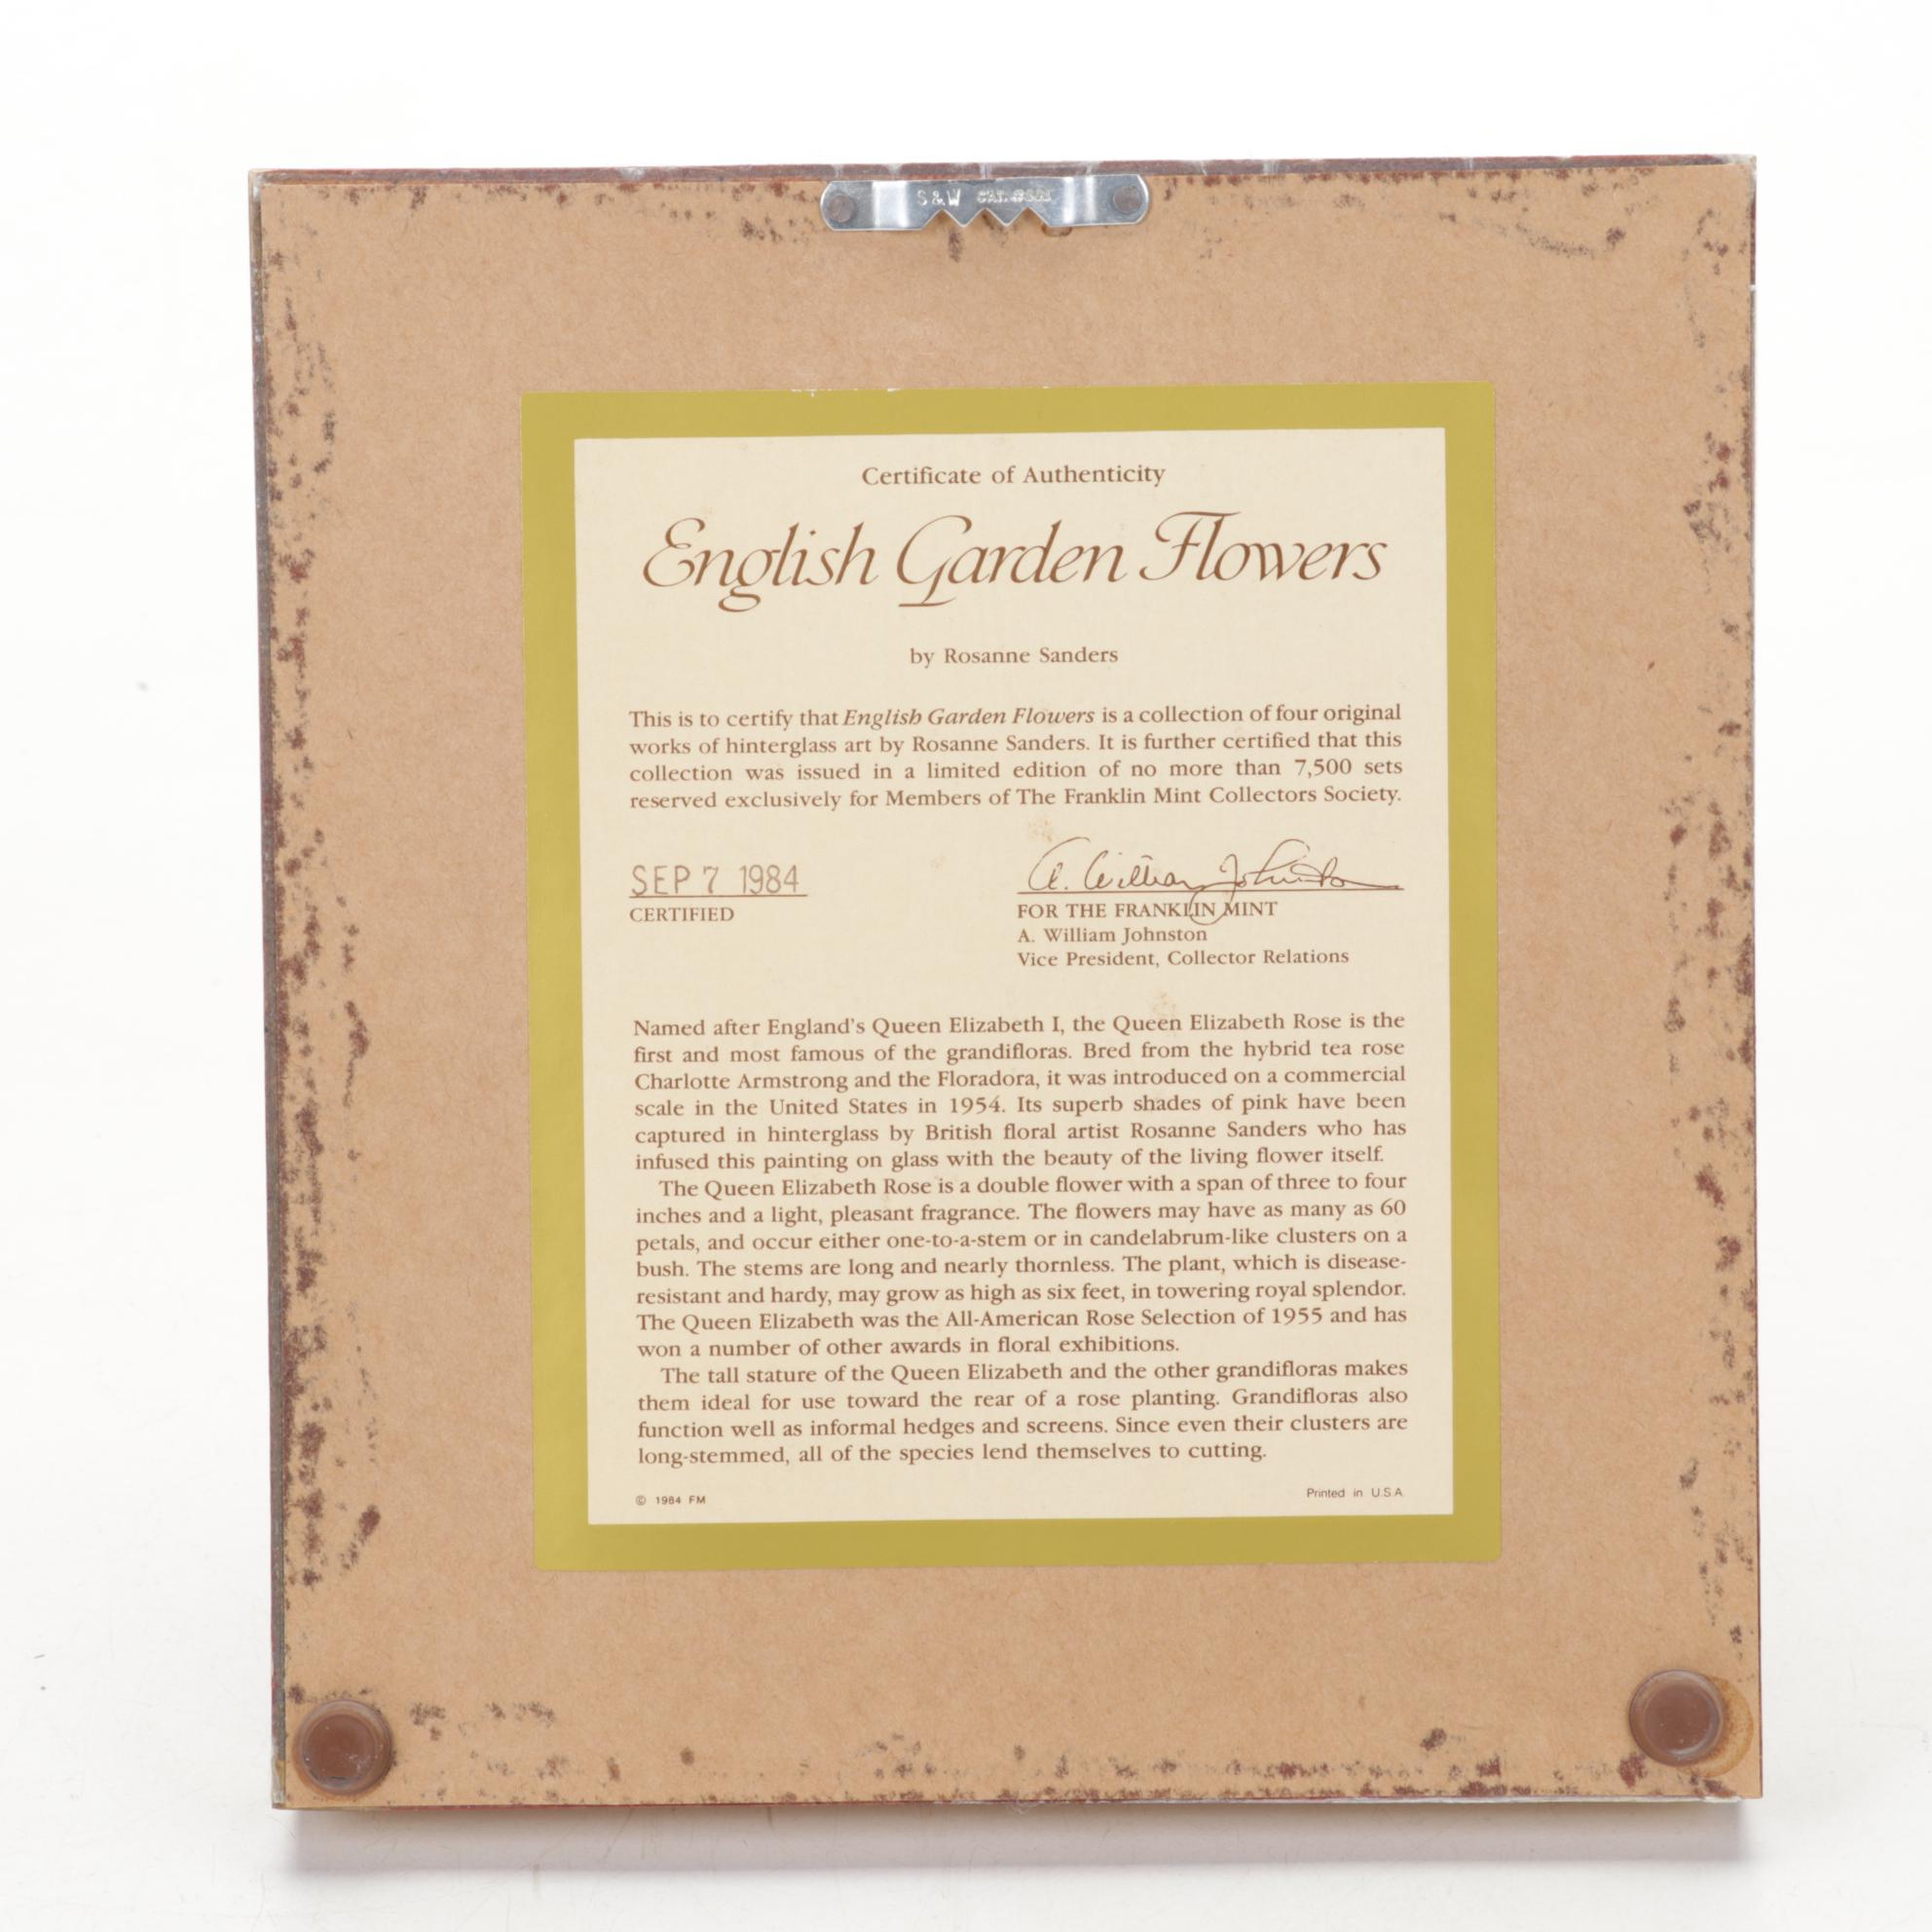 S & W
Certificate of Authenticity
English Garden Flowers
by Rosanne Sanders
This is to certify that English Garden Flowers is a collection of four original
works of hinterglass art by Rosanne Sanders. It is further certified that this
collection was issued in a limited edition of no more than 7,500 sets
reserved exclusively for Members of The Franklin Mint Collectors Society.
SEP 7 1984
CERTIFIED
A. William Johnston
FOR THE FRANKLIN MINT
A. William Johnston
Vice President, Collector Relations
Named after England's Queen Elizabeth I, the Queen Elizabeth Rose is the
first and most famous of the grandifloras. Bred from the hybrid tea rose
Charlotte Armstrong and the Floradora, it was introduced on a commercial
scale in the United States in 1954. Its superb shades of pink have been
captured in hinterglass by British floral artist Rosanne Sanders who has
infused this painting on glass with the beauty of the living flower itself.
The Queen Elizabeth Rose is a double flower with a span of three to four
inches and a light, pleasant fragrance. The flowers may have as many as 60
petals, and occur either one-to-a-stem or in candelabrum-like clusters on a
bush. The stems are long and nearly thornless. The plant, which is disease-
resistant and hardy, may grow as high as six feet, in towering royal splendor.
The Queen Elizabeth was the All-American Rose Selection of 1955 and has
won a number of other awards in floral exhibitions.
The tall stature of the Queen Elizabeth and the other grandifloras makes
them ideal for use toward the rear of a rose planting. Grandifloras also
function well as informal hedges and screens. Since even their clusters are
long-stemmed, all of the species lend themselves to cutting.
© 1984 FM
Printed in U.S.A.